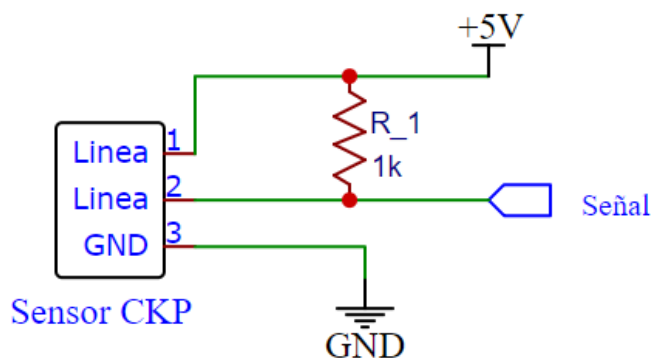 +5V
Linea 1
R_1
1k
Linea 2
Señal
GND 3
Sensor CKP
GND